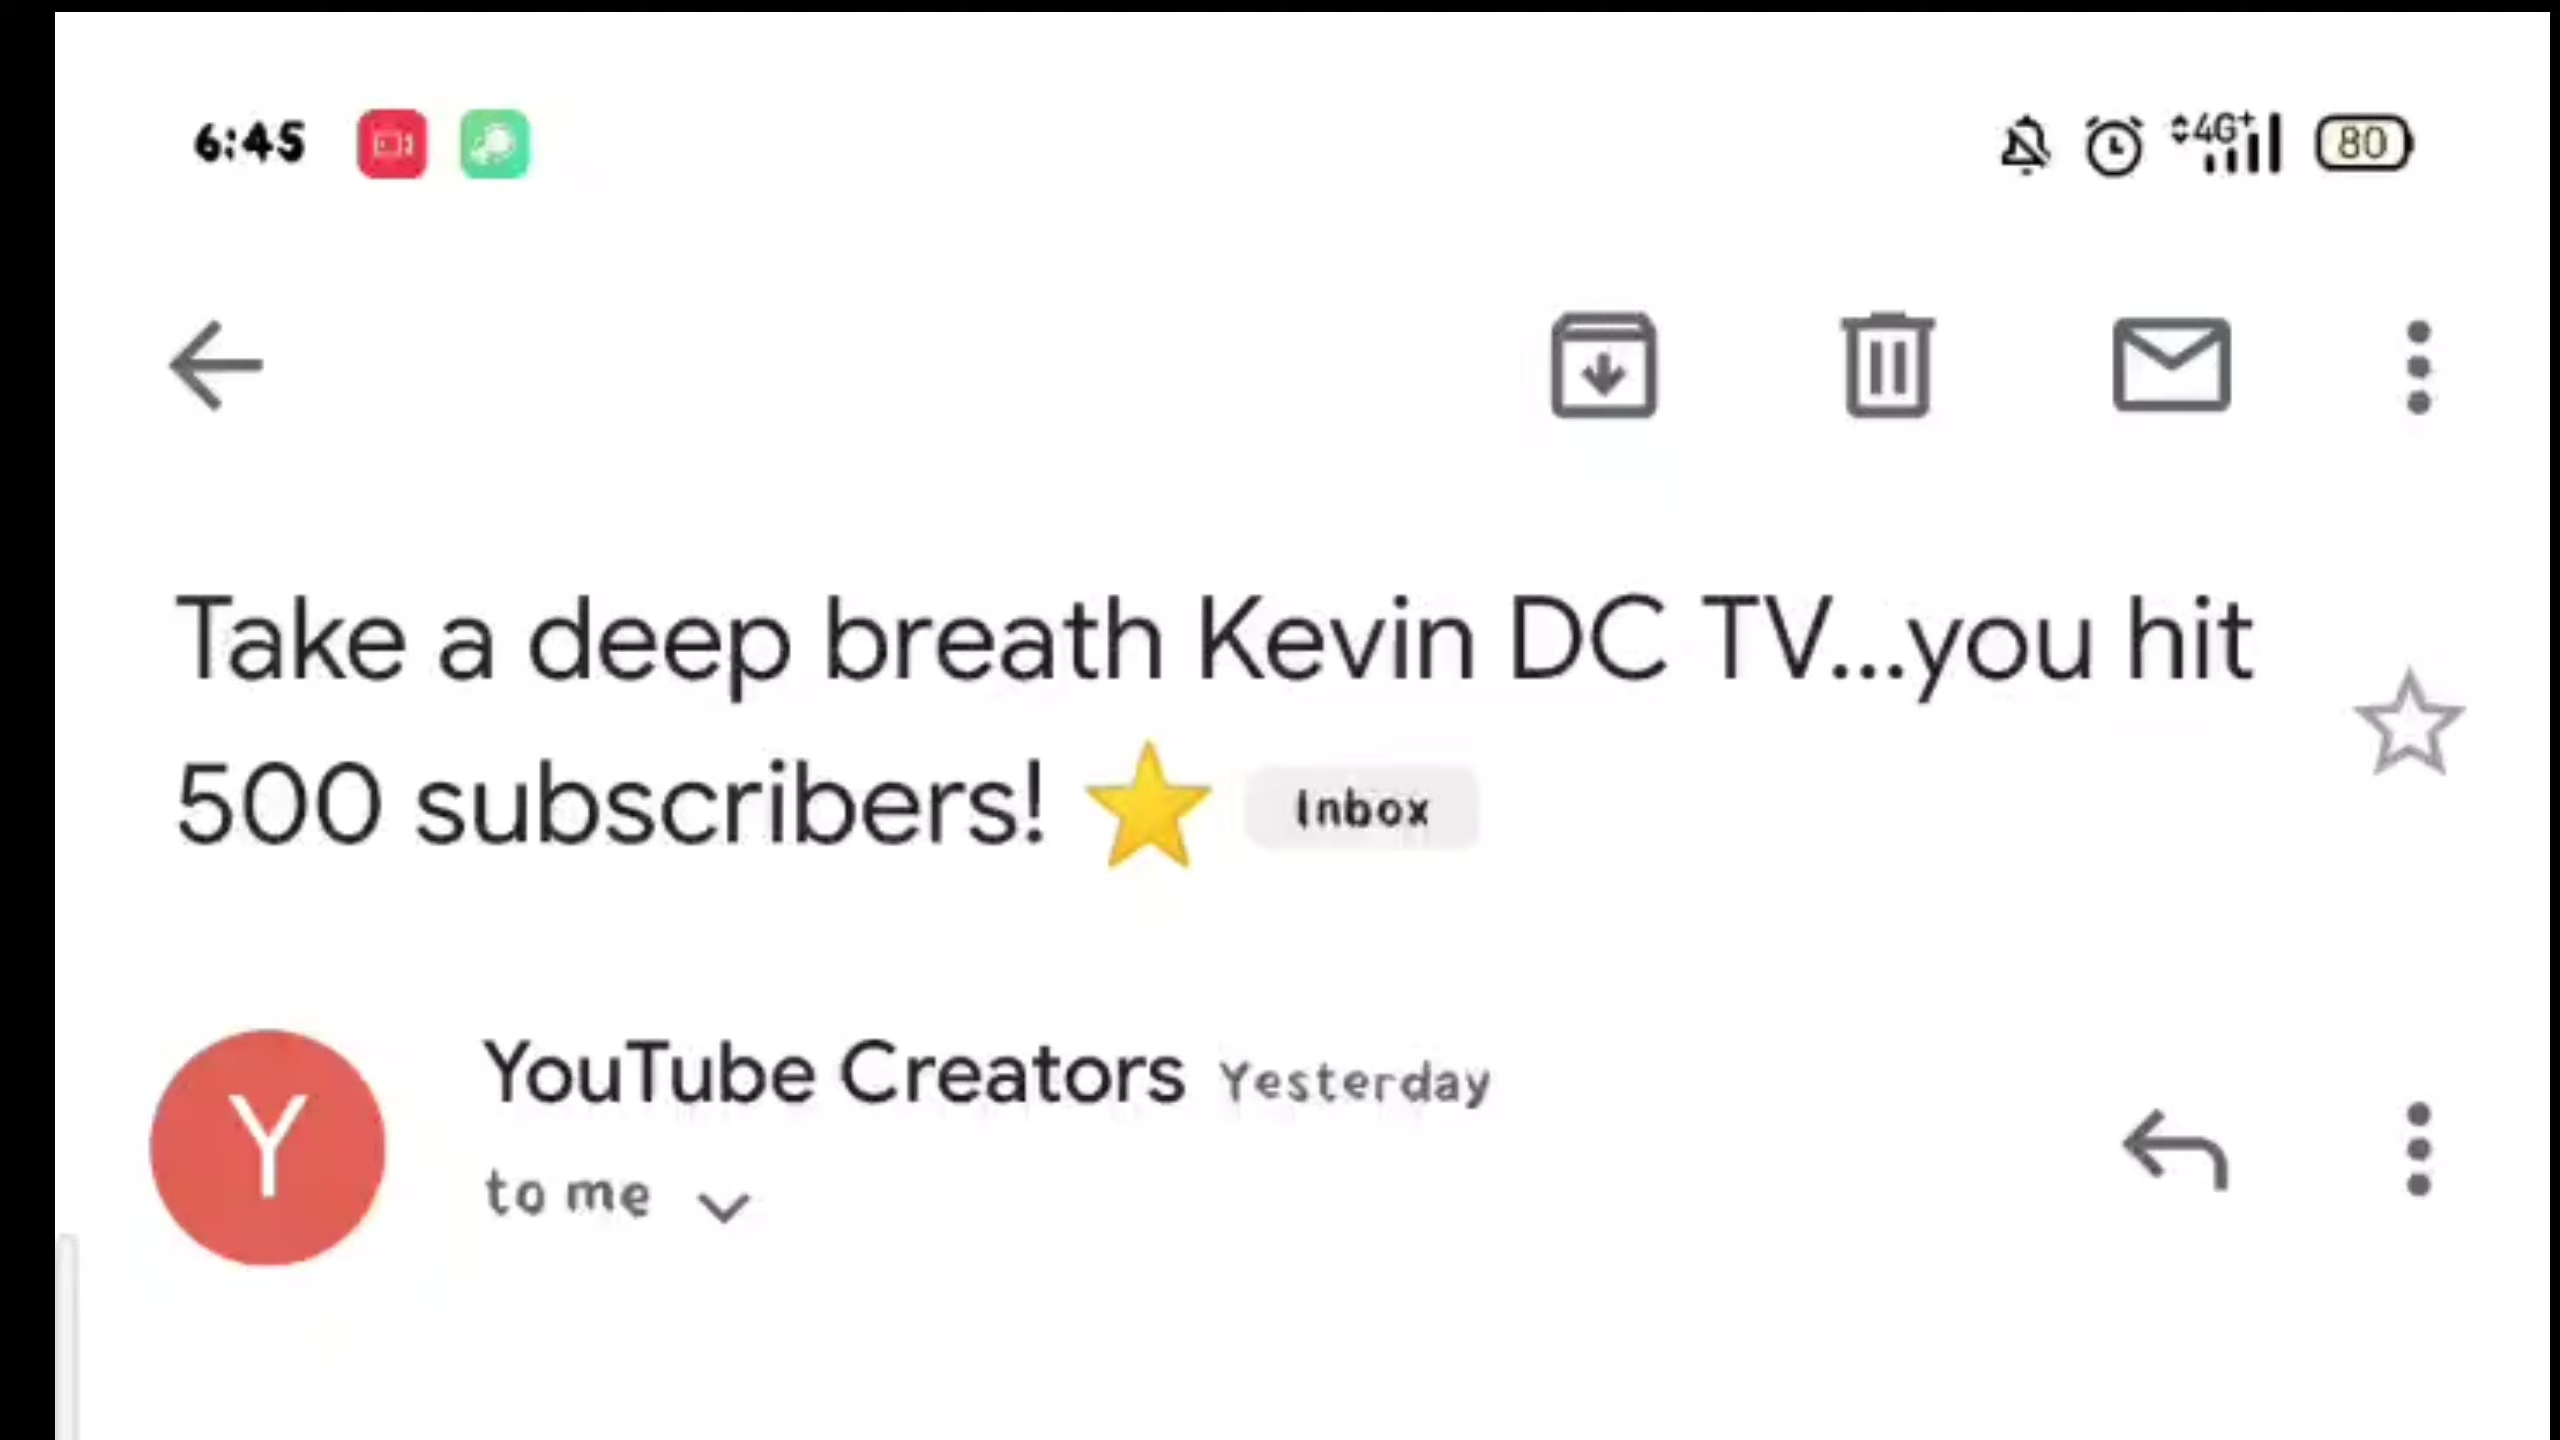 6:45 4G+ 80
Take a deep breath Kevin DC TV...you hit
500 subscribers! ⭐ Inbox
Y
YouTube Creators Yesterday
to me